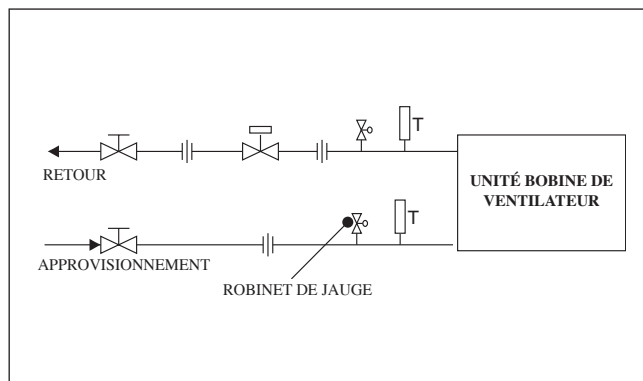 T
RETOUR
UNITÉ BOBINE DE
VENTILATEUR
T
APPROVISIONNEMENT
ROBINET DE JAUGE